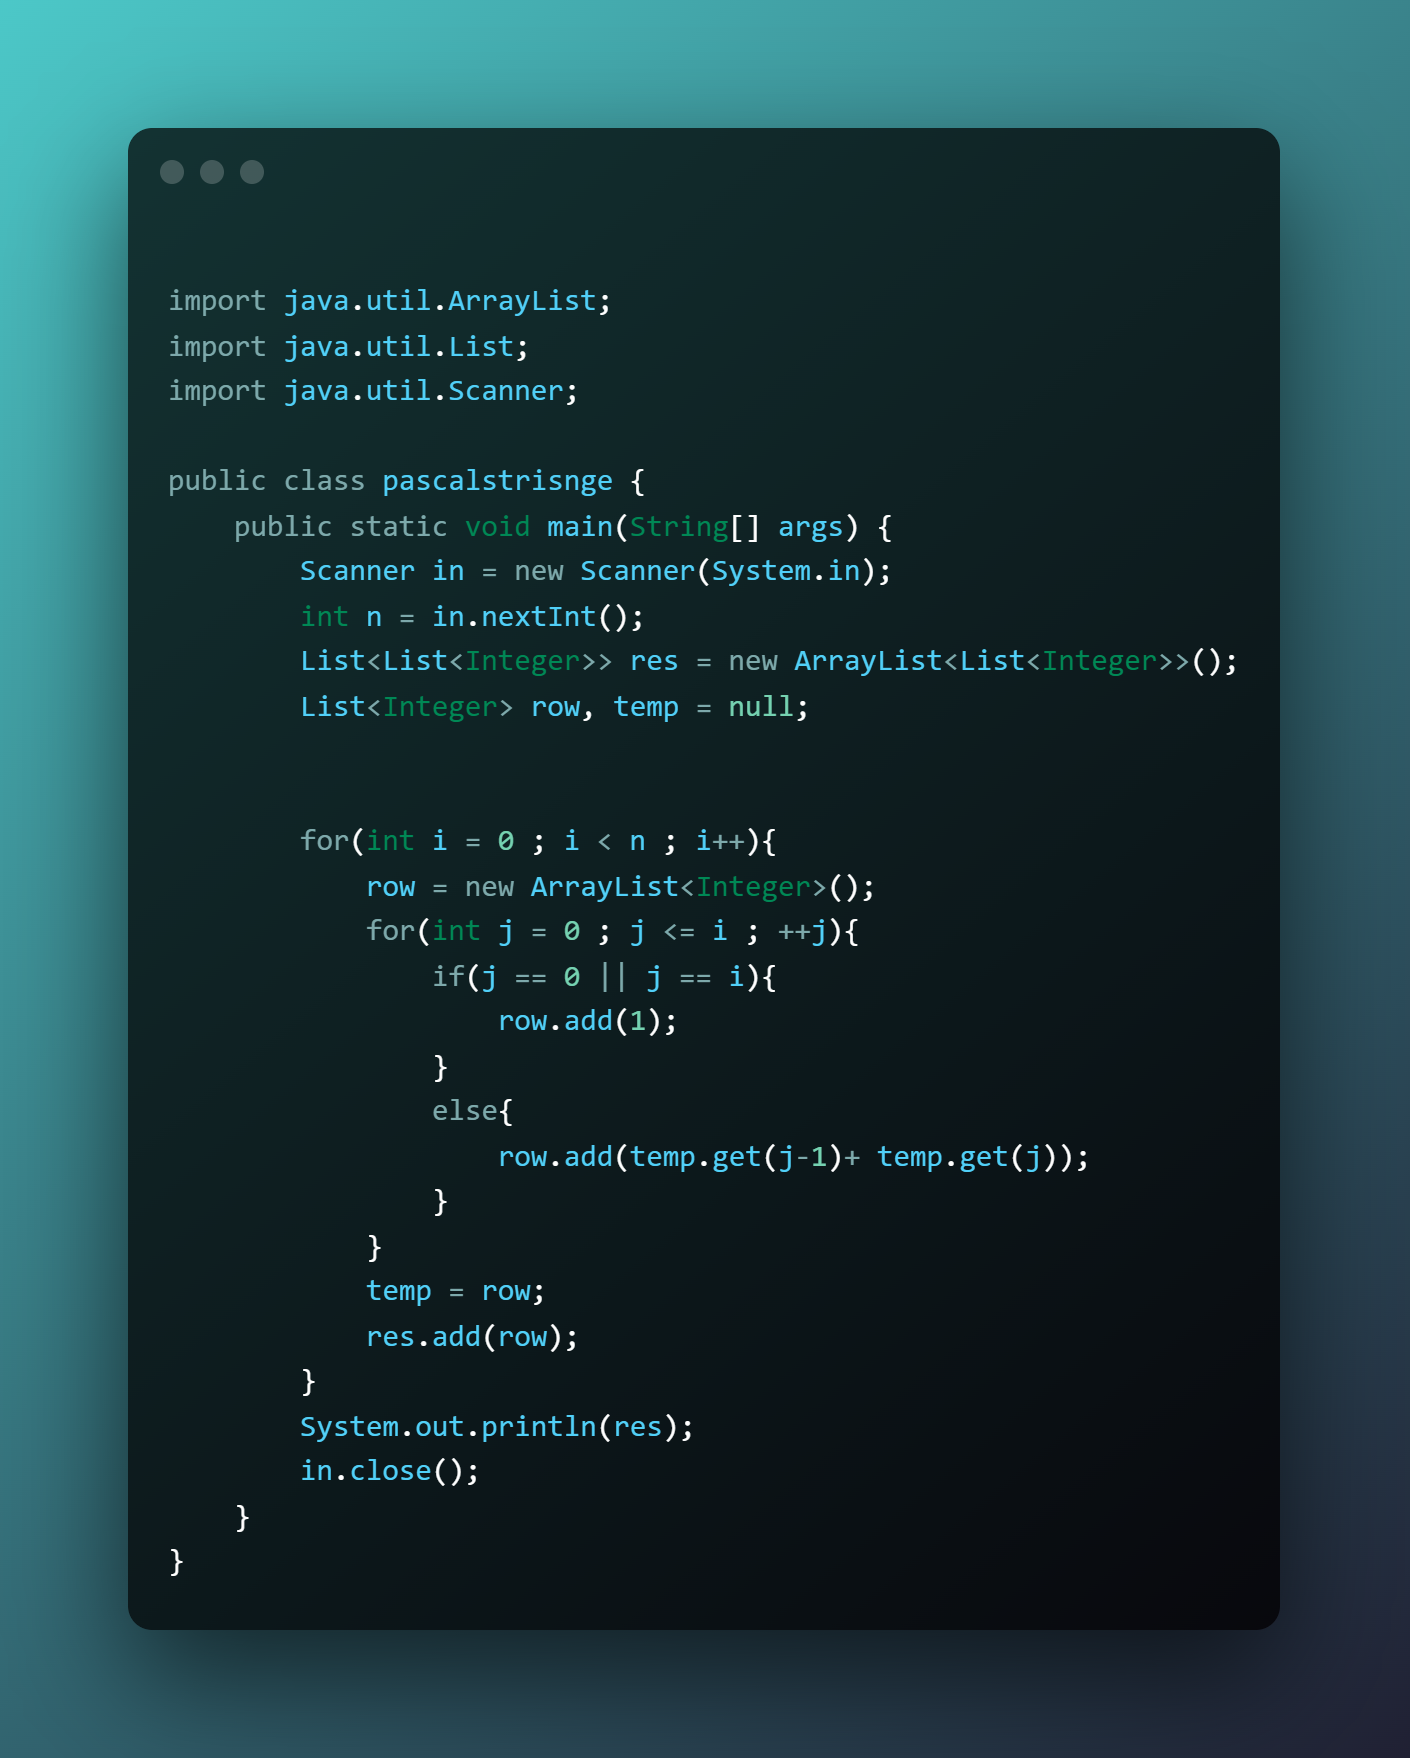 import java.util.ArrayList;
import java.util.List;
import java.util.Scanner;

public class pascalstrisnge {
    public static void main(String[] args) {
        Scanner in = new Scanner(System.in);
        int n = in.nextInt();
        List<List<Integer>> res = new ArrayList<List<Integer>>();
        List<Integer> row, temp = null;


        for(int i = 0 ; i < n ; i++){
            row = new ArrayList<Integer>();
            for(int j = 0 ; j <= i ; ++j){
                if(j == 0 || j == i){
                    row.add(1);
                }
                else{
                    row.add(temp.get(j-1)+ temp.get(j));
                }
            }
            temp = row;
            res.add(row);
        }
        System.out.println(res);
        in.close();
    }
}